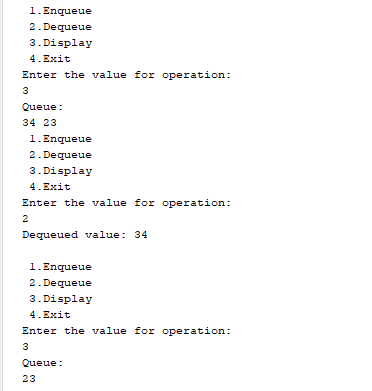 1.Enqueue
2.Dequeue
3.Display
4.Exit
Enter the value for operation:
3
Queue:
34 23
1.Enqueue
2.Dequeue
3.Display
4.Exit
Enter the value for operation:
2
Dequeued value: 34
1.Enqueue
2.Dequeue
3.Display
4.Exit
Enter the value for operation:
3
Queue:
23